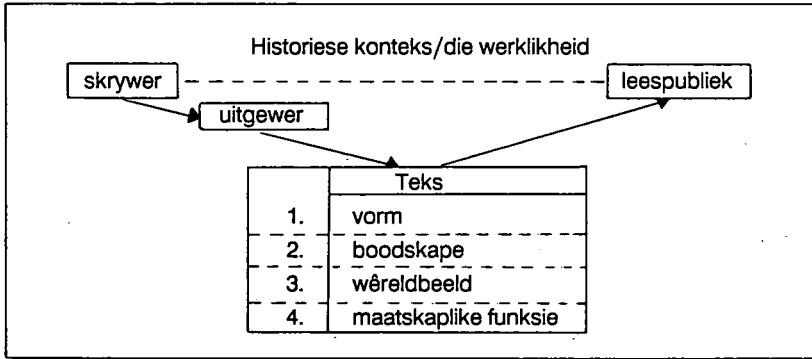 Historiese konteks/die werklikheid
skrywer
leespubliek
uitgewer
Teks
1. vorm
2. boodskape
3. wêreldbeeld
4. maatskaplike funksie